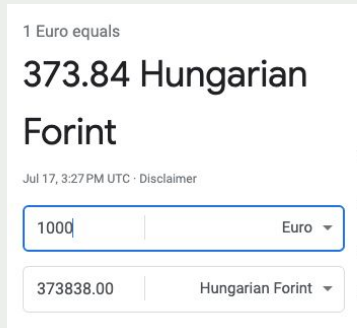 1 Euro equals
373.84 Hungarian
Forint
Jul 17, 3:27 PM UTC · Disclaimer
1000 Euro
373838.00 Hungarian Forint